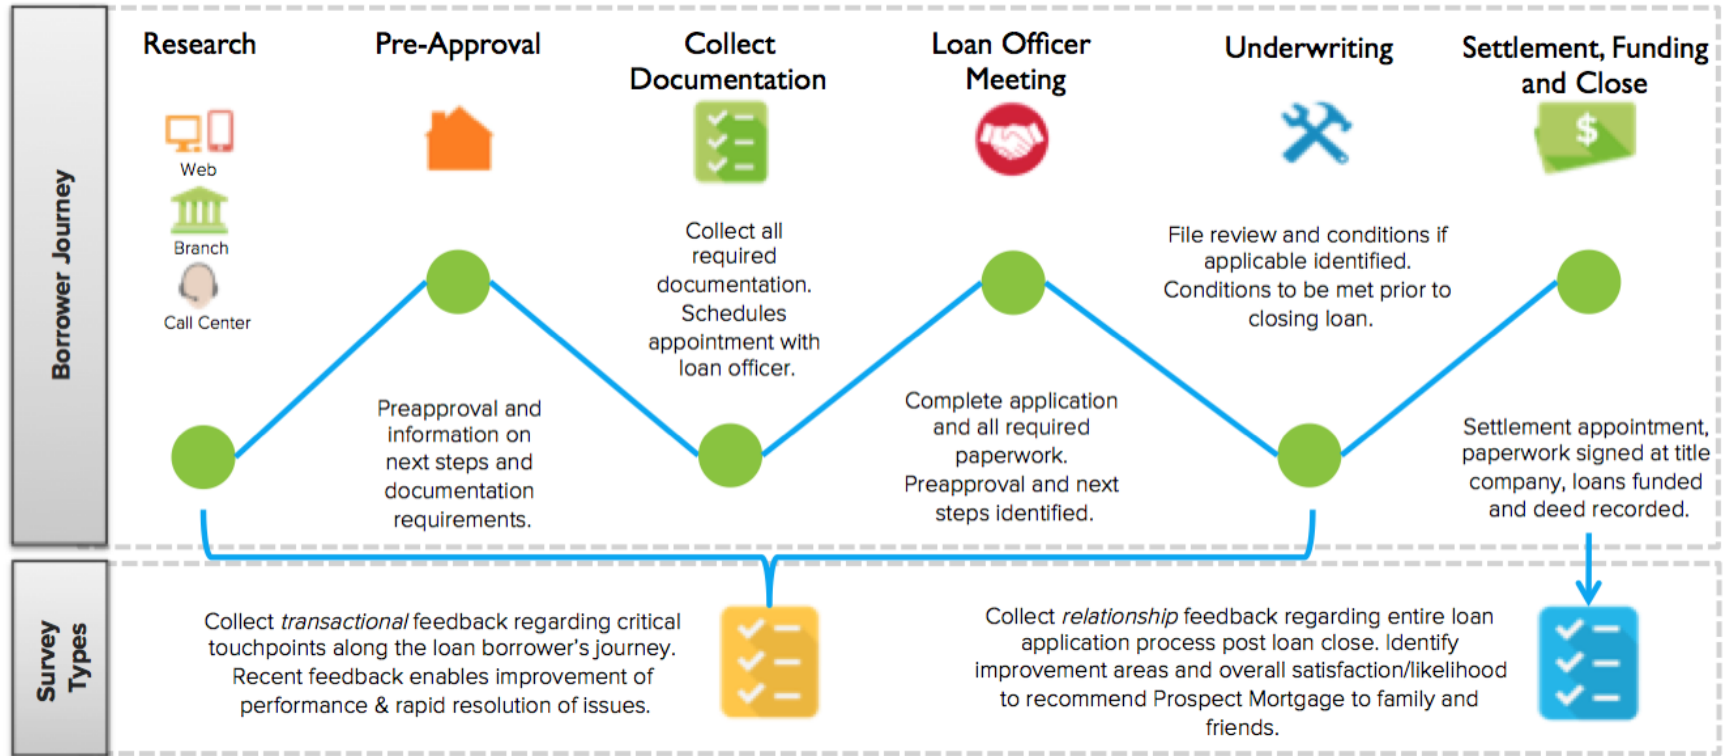 Borrower Journey
Research
Web
Branch
Call Center
Pre-Approval
Preapproval and
information on
next steps and
documentation
requirements.
Collect
Documentation
Collect all
required
documentation.
Schedules
appointment with
loan officer.
Loan Officer
Meeting
Complete application
and all required
paperwork.
Preapproval and next
steps identified.
Underwriting
File review and conditions if
applicable identified.
Conditions to be met prior to
closing loan.
Settlement, Funding
and Close
$
Settlement appointment,
paperwork signed at title
company, loans funded
and deed recorded.
Survey
Types
Collect transactional feedback regarding critical
touchpoints along the loan borrower's journey.
Recent feedback enables improvement of
performance & rapid resolution of issues.
Collect relationship feedback regarding entire loan
application process post loan close. Identify
improvement areas and overall satisfaction/likelihood
to recommend Prospect Mortgage to family and
friends.